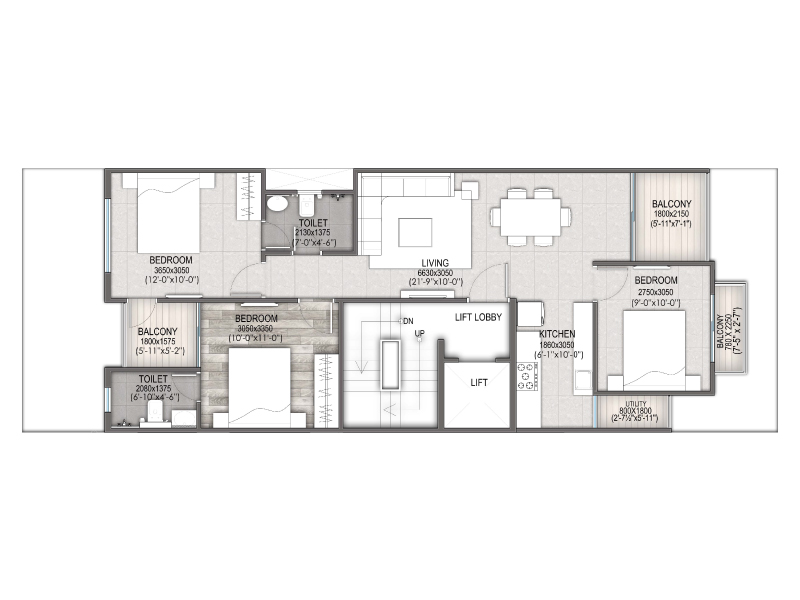 BEDROOM
3650x3050
(12'-0"x10'-0")
TOILET
2130x1375
(7'-0"x4'-6")
LIVING
6630x3050
(21'-9"x10'-0")
BALCONY
1800x2150
(5'-11"x7'-1")
BEDROOM
2750x3050
(9'-0"x10'-0")
BALCONY
780 X 2250
(7'-5" x 2'-7")
BALCONY
1800x1575
(5'-11"x5'-2")
BEDROOM
3050x3350
(10'-0"x11'-0")
DN
UP
LIFT LOBBY
KITCHEN
1860x3050
(6'-1"x10'-0")
LIFT
TOILET
2080x1375
(6'-10"x4'-6")
UTILITY
800X1800
(2'-7½"x5'-11")